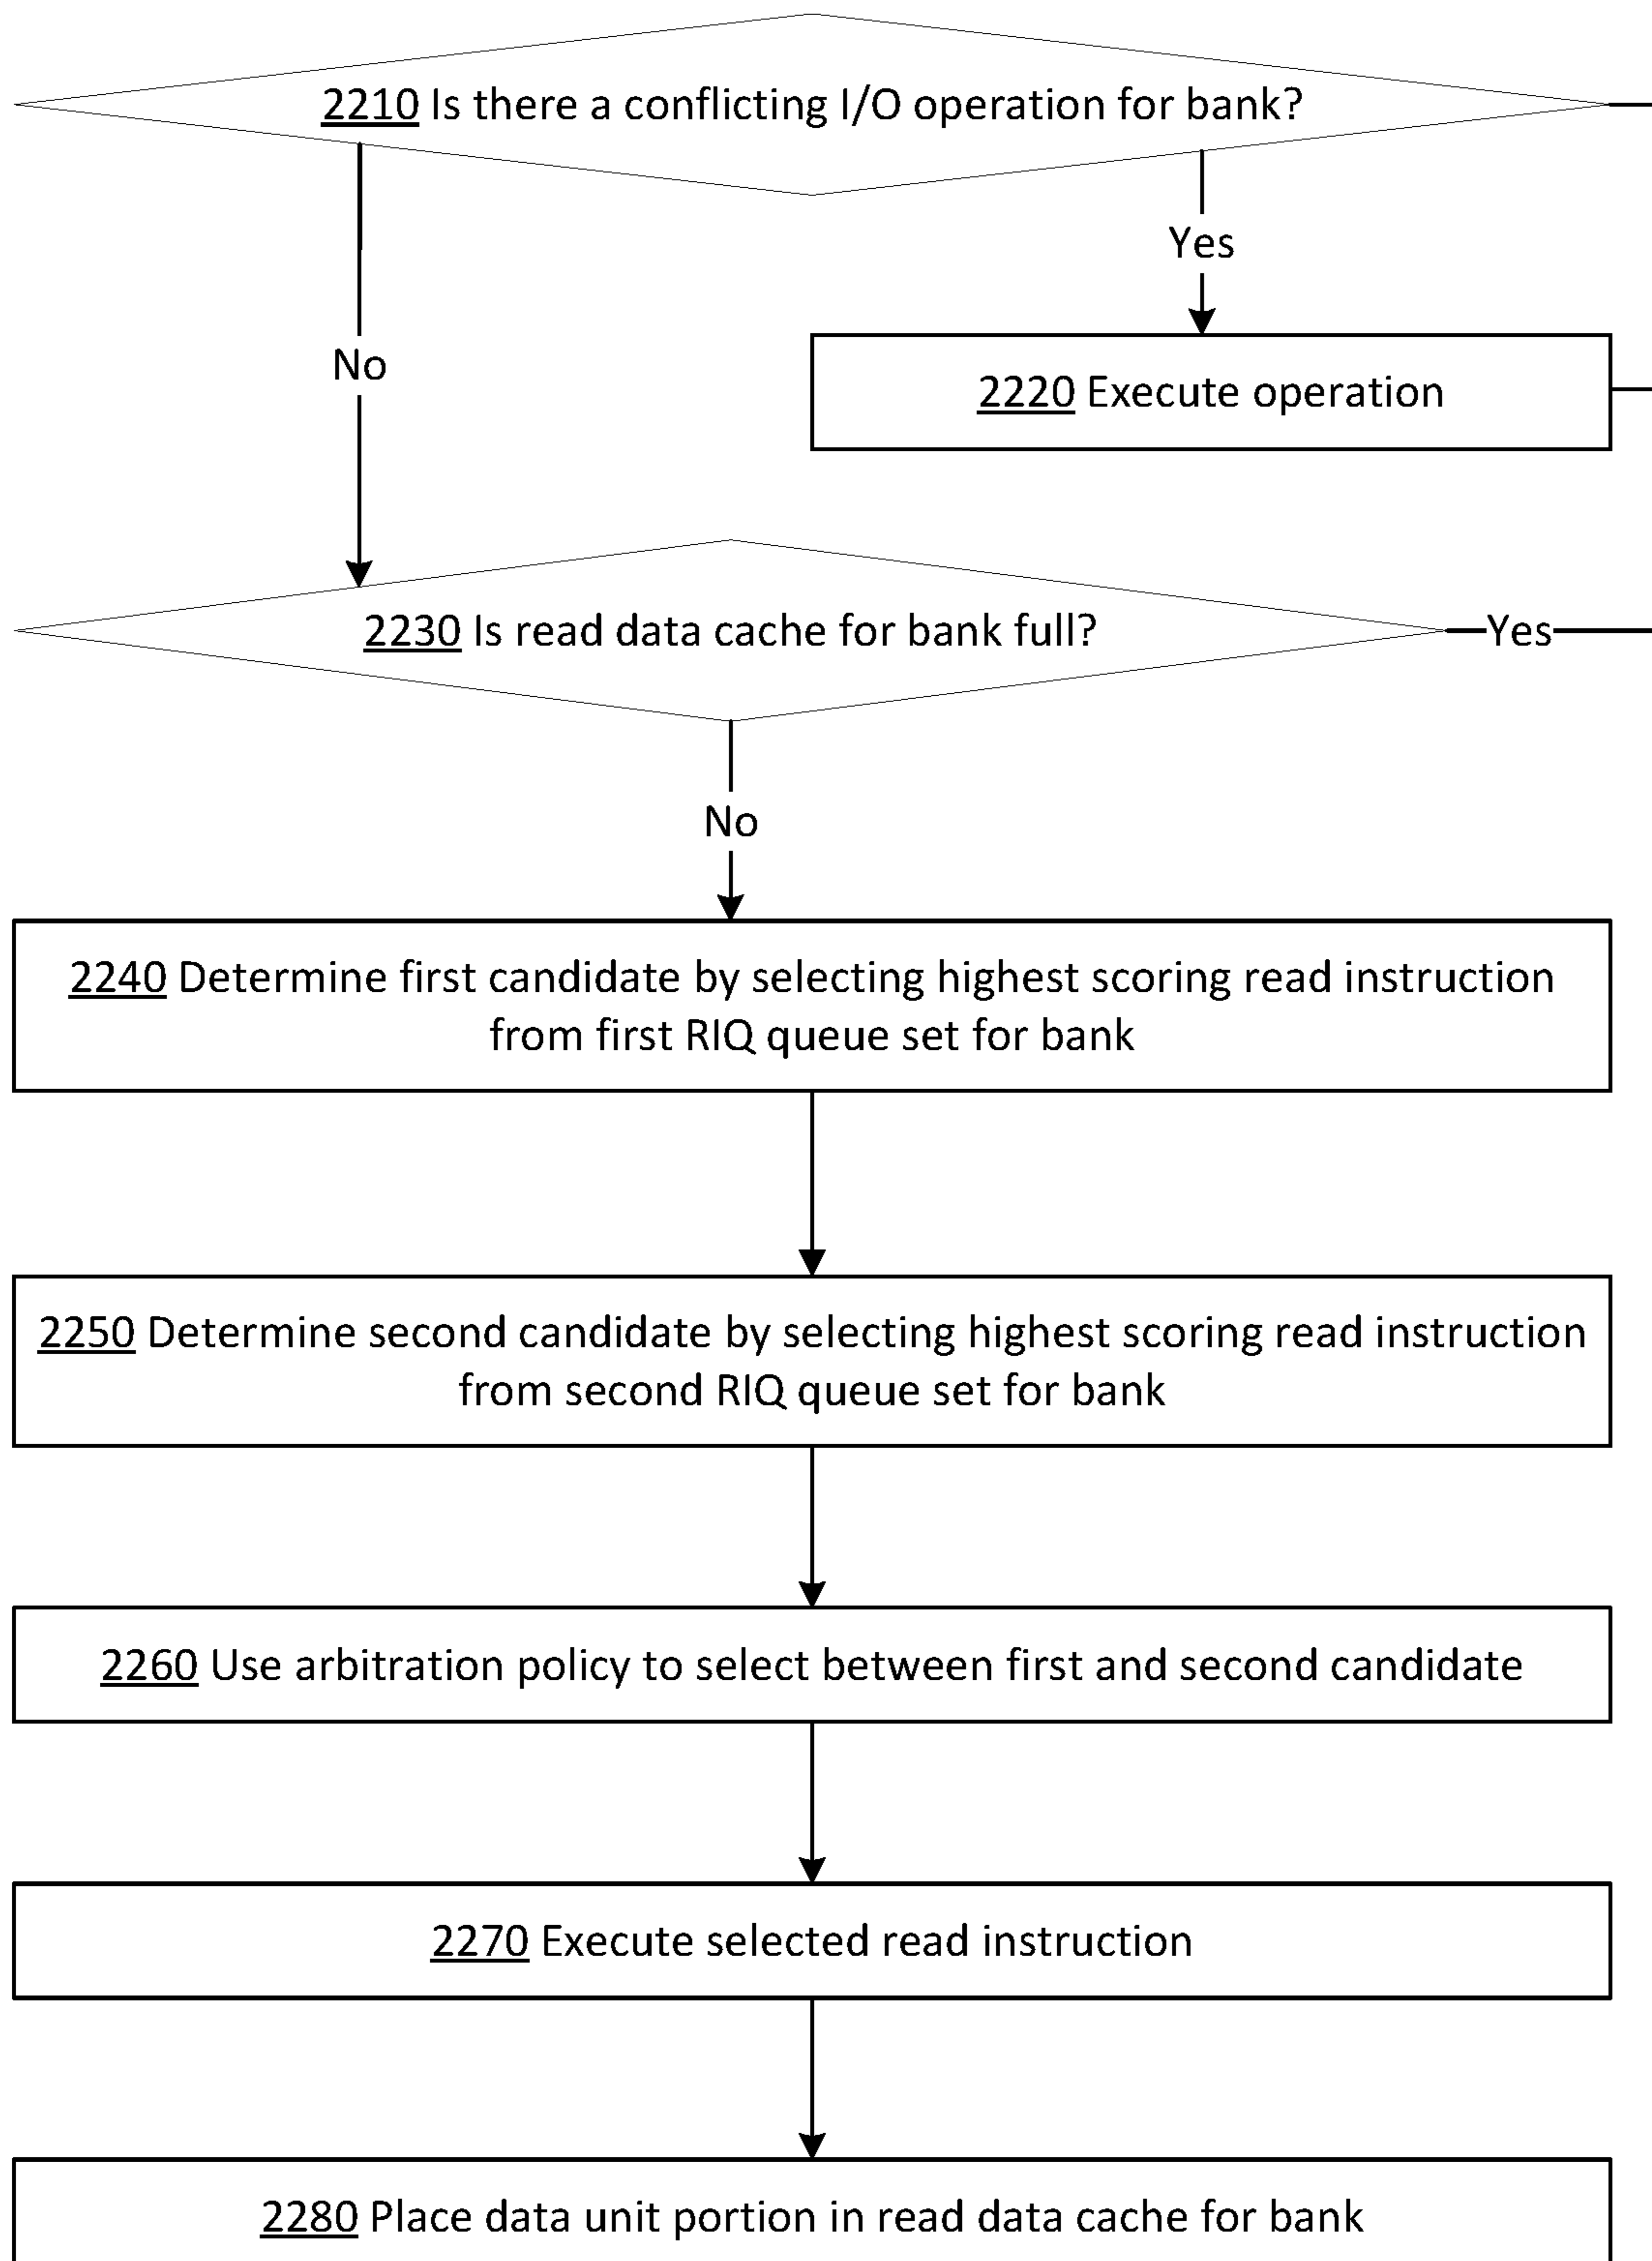 2210 Is there a conflicting I/O operation for bank?
Yes
No
2220 Execute operation
2230 Is read data cache for bank full?
Yes
No
2240 Determine first candidate by selecting highest scoring read instruction
from first RIQ queue set for bank
2250 Determine second candidate by selecting highest scoring read instruction
from second RIQ queue set for bank
2260 Use arbitration policy to select between first and second candidate
2270 Execute selected read instruction
2280 Place data unit portion in read data cache for bank